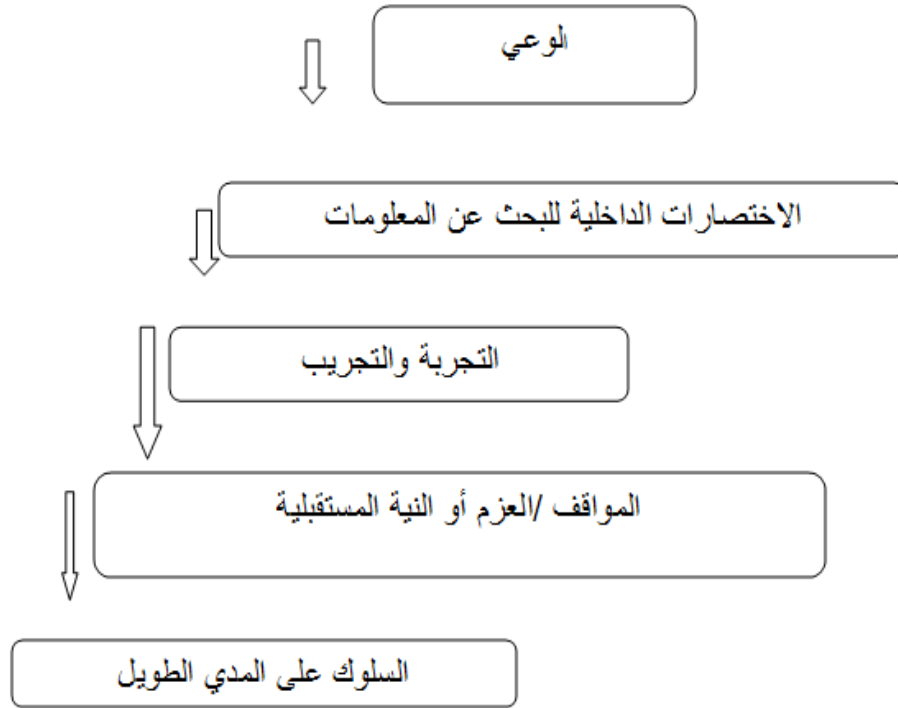 الوعي
الاختصارات الداخلية للبحث عن المعلومات
التجربة والتجريب
المواقف /العزم أو النية المستقبلية
السلوك على المدي الطويل